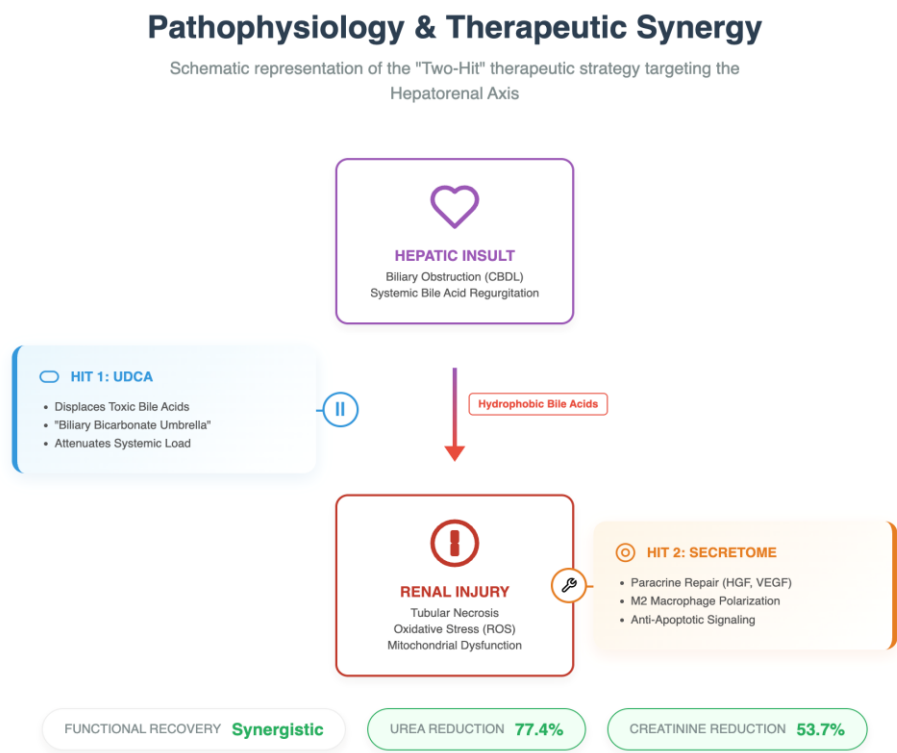 Pathophysiology & Therapeutic Synergy
Schematic representation of the "Two-Hit" therapeutic strategy targeting the
Hepatorenal Axis
HEPATIC INSULT
Biliary Obstruction (CBDL)
Systemic Bile Acid Regurgitation
HIT 1: UDCA
• Displaces Toxic Bile Acids
• "Biliary Bicarbonate Umbrella"
• Attenuates Systemic Load
Hydrophobic Bile Acids
RENAL INJURY
Tubular Necrosis
Oxidative Stress (ROS)
Mitochondrial Dysfunction
HIT 2: SECRETOME
• Paracrine Repair (HGF, VEGF)
• M2 Macrophage Polarization
• Anti-Apoptotic Signaling
FUNCTIONAL RECOVERY Synergistic
UREA REDUCTION 77.4%
CREATININE REDUCTION 53.7%